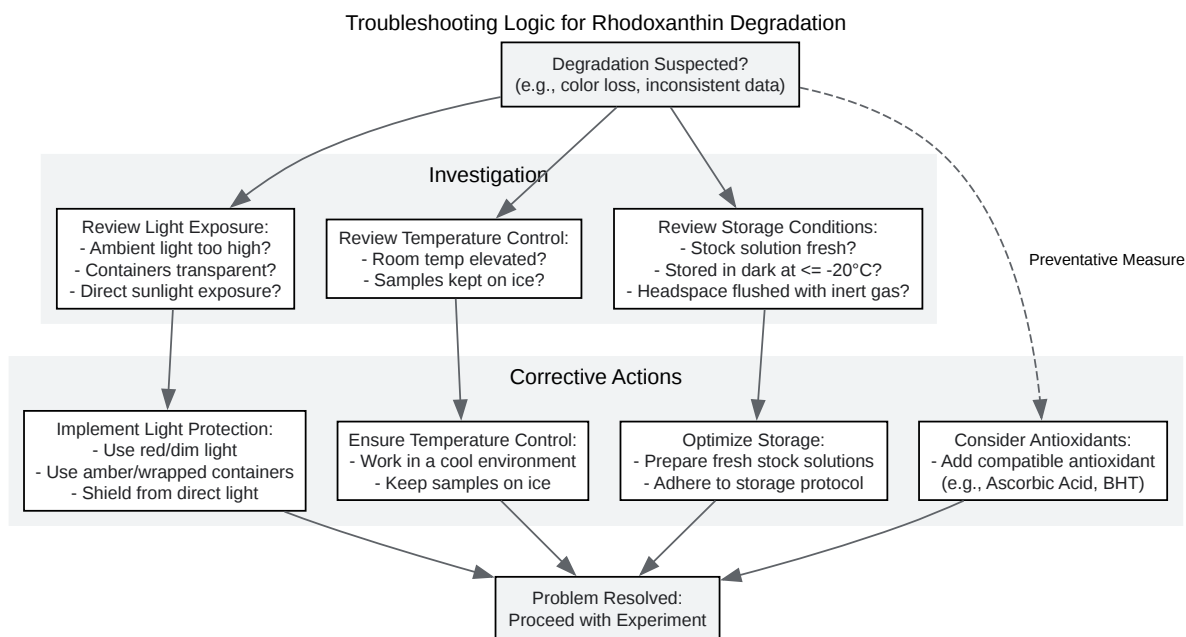 Troubleshooting Logic for Rhodoxanthin Degradation
Degradation Suspected?
(e.g., color loss, inconsistent data)
Investigation
Review Light Exposure:
- Ambient light too high?
- Containers transparent?
- Direct sunlight exposure?
Review Temperature Control:
- Room temp elevated?
- Samples kept on ice?
Review Storage Conditions:
- Stock solution fresh?
- Stored in dark at <= -20°C?
- Headspace flushed with inert gas?
Preventative Measure
Corrective Actions
Implement Light Protection:
- Use red/dim light
- Use amber/wrapped containers
- Shield from direct light
Ensure Temperature Control:
- Work in a cool environment
- Keep samples on ice
Optimize Storage:
- Prepare fresh stock solutions
- Adhere to storage protocol
Consider Antioxidants:
- Add compatible antioxidant
(e.g., Ascorbic Acid, BHT)
Problem Resolved:
Proceed with Experiment